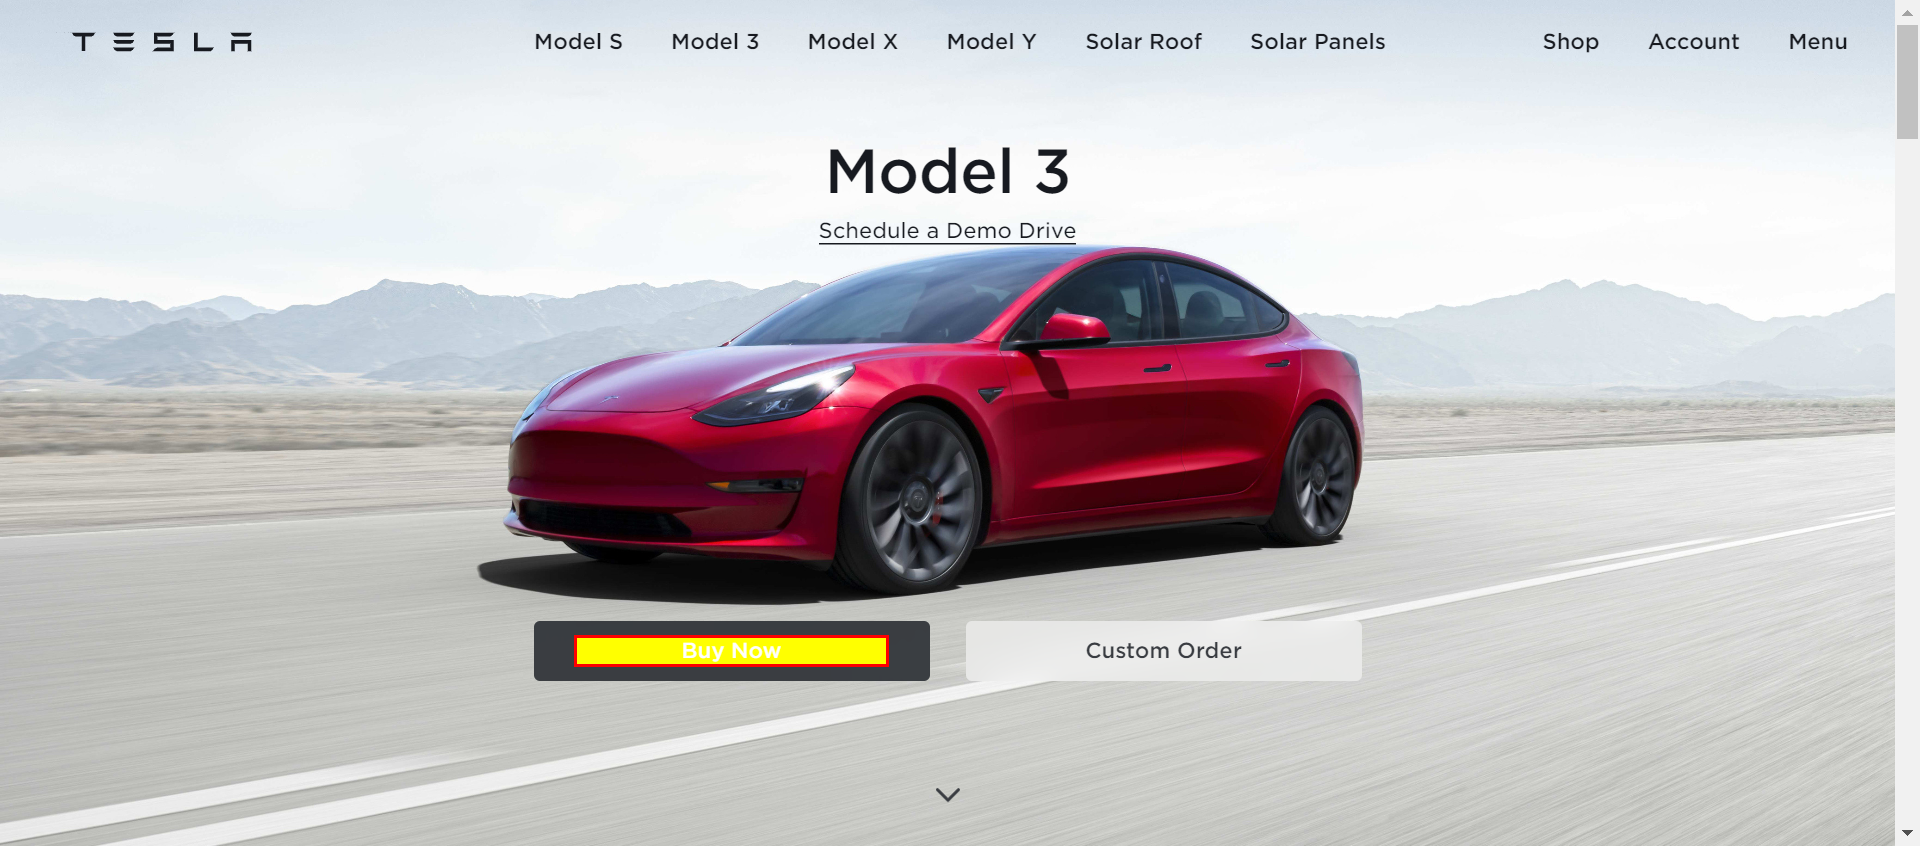 TESLA
Model S
Model 3
Model X
Model Y
Solar Roof
Solar Panels
Shop
Account
Menu
Model 3
Schedule a Demo Drive
Buy Now
Custom Order